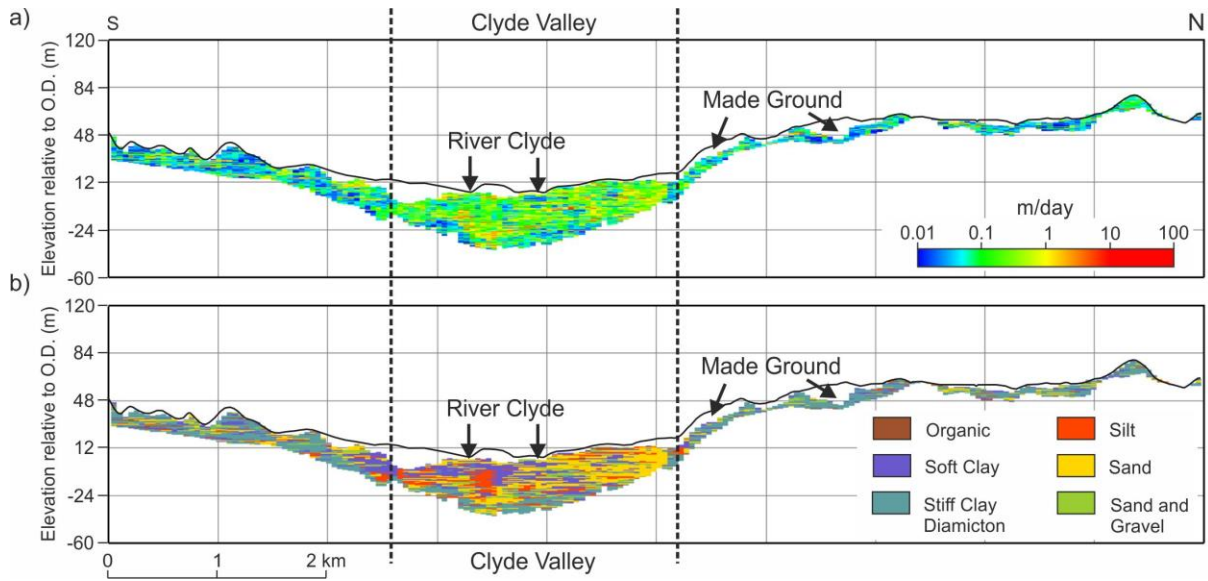 a)
S
Clyde Valley
N
Elevation relative to O.D. (m)
120
84
48
12
-24
-60
River Clyde
Made Ground
m/day
0.01 0.1 1 10 100
b)
Elevation relative to O.D. (m)
120
84
48
12
-24
-60
River Clyde
Made Ground
Organic
Silt
Soft Clay
Sand
Stiff Clay
Diamicton
Sand and
Gravel
0 1 2 km
Clyde Valley